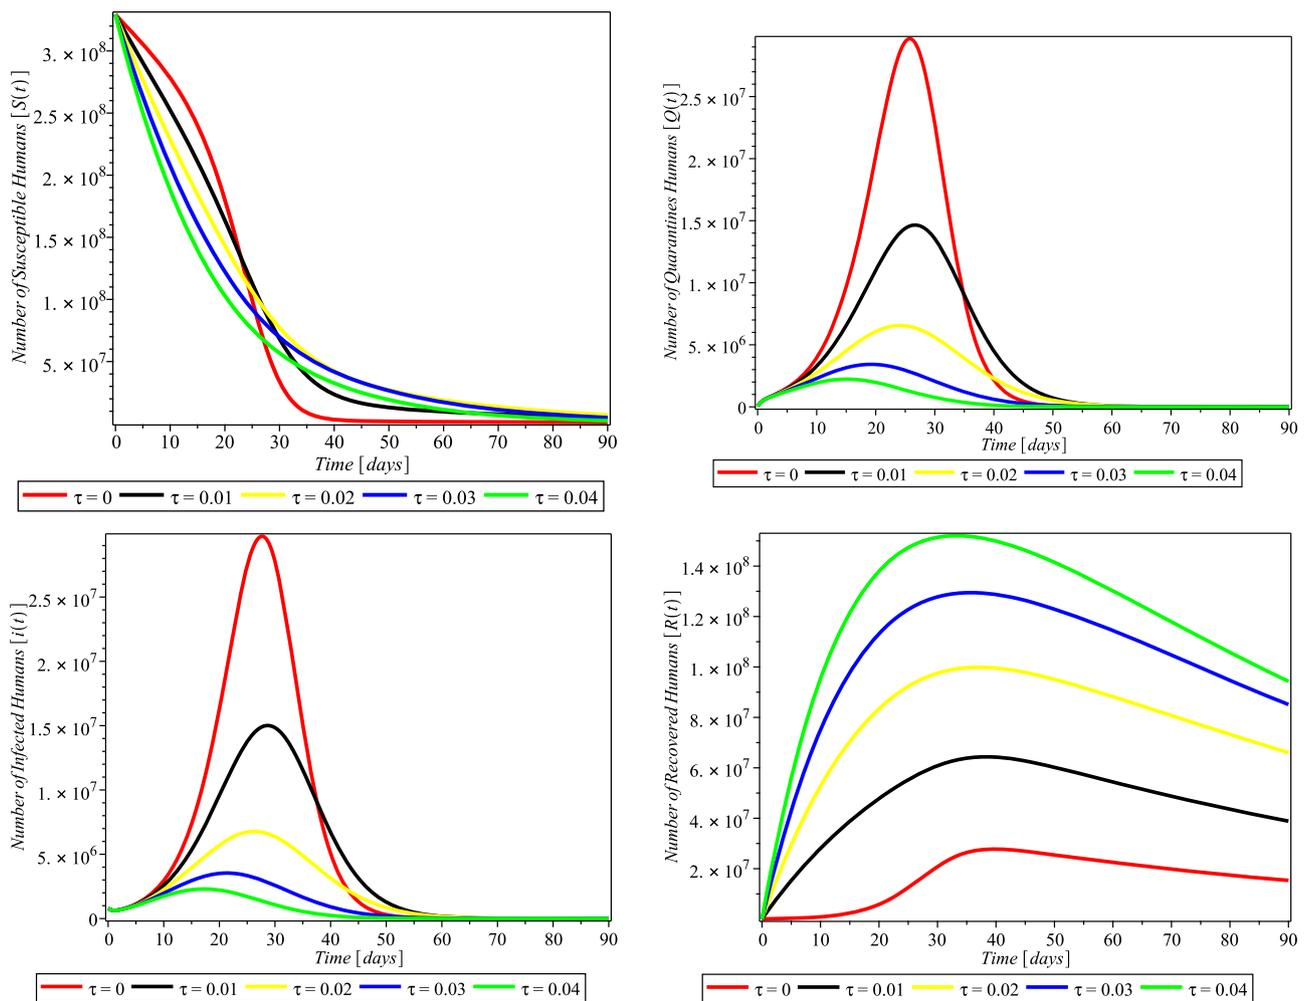 Number of Susceptible Humans [S(t)]
3. × 10^8
2.5 × 10^8
2. × 10^8
1.5 × 10^8
1. × 10^8
5. × 10^7
0 10 20 30 40 50 60 70 80 90
Time [days]
τ = 0 τ = 0.01 τ = 0.02 τ = 0.03 τ = 0.04
Number of Quarantines Humans [Q(t)]
2.5 × 10^7
2. × 10^7
1.5 × 10^7
1. × 10^7
5. × 10^6
0
0 10 20 30 40 50 60 70 80 90
Time [days]
τ = 0 τ = 0.01 τ = 0.02 τ = 0.03 τ = 0.04
Number of Infected Humans [i(t)]
2.5 × 10^7
2. × 10^7
1.5 × 10^7
1. × 10^7
5. × 10^6
0
0 10 20 30 40 50 60 70 80 90
Time [days]
τ = 0 τ = 0.01 τ = 0.02 τ = 0.03 τ = 0.04
Number of Recovered Humans [R(t)]
1.4 × 10^8
1.2 × 10^8
1. × 10^8
8. × 10^7
6. × 10^7
4. × 10^7
2. × 10^7
0 10 20 30 40 50 60 70 80 90
Time [days]
τ = 0 τ = 0.01 τ = 0.02 τ = 0.03 τ = 0.04